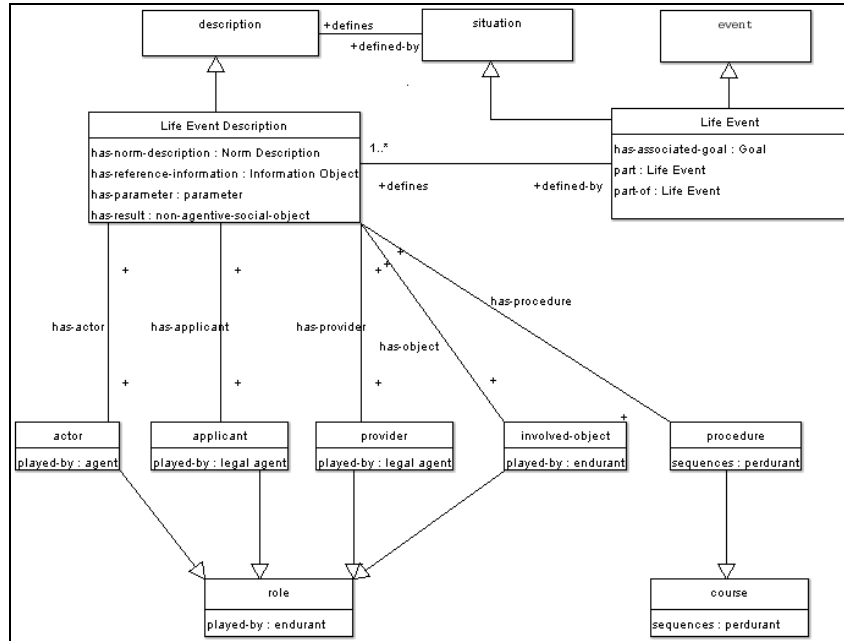 description
+defines
+defined-by
situation
event
Life Event Description
has-norm-description : Norm Description
has-reference-information : Information Object
has-parameter : parameter
has-result : non-agentive-social-object
1..*
+defines
+defined-by
Life Event
has-associated-goal : Goal
part : Life Event
part-of : Life Event
+
+
+
+
+
has-actor
has-applicant
has-provider
has-object
has-procedure
+
+
+
+
+
actor
played-by : agent
applicant
played-by : legal agent
provider
played-by : legal agent
involved-object
played-by : endurant
procedure
sequences : perdurant
role
played-by : endurant
course
sequences : perdurant